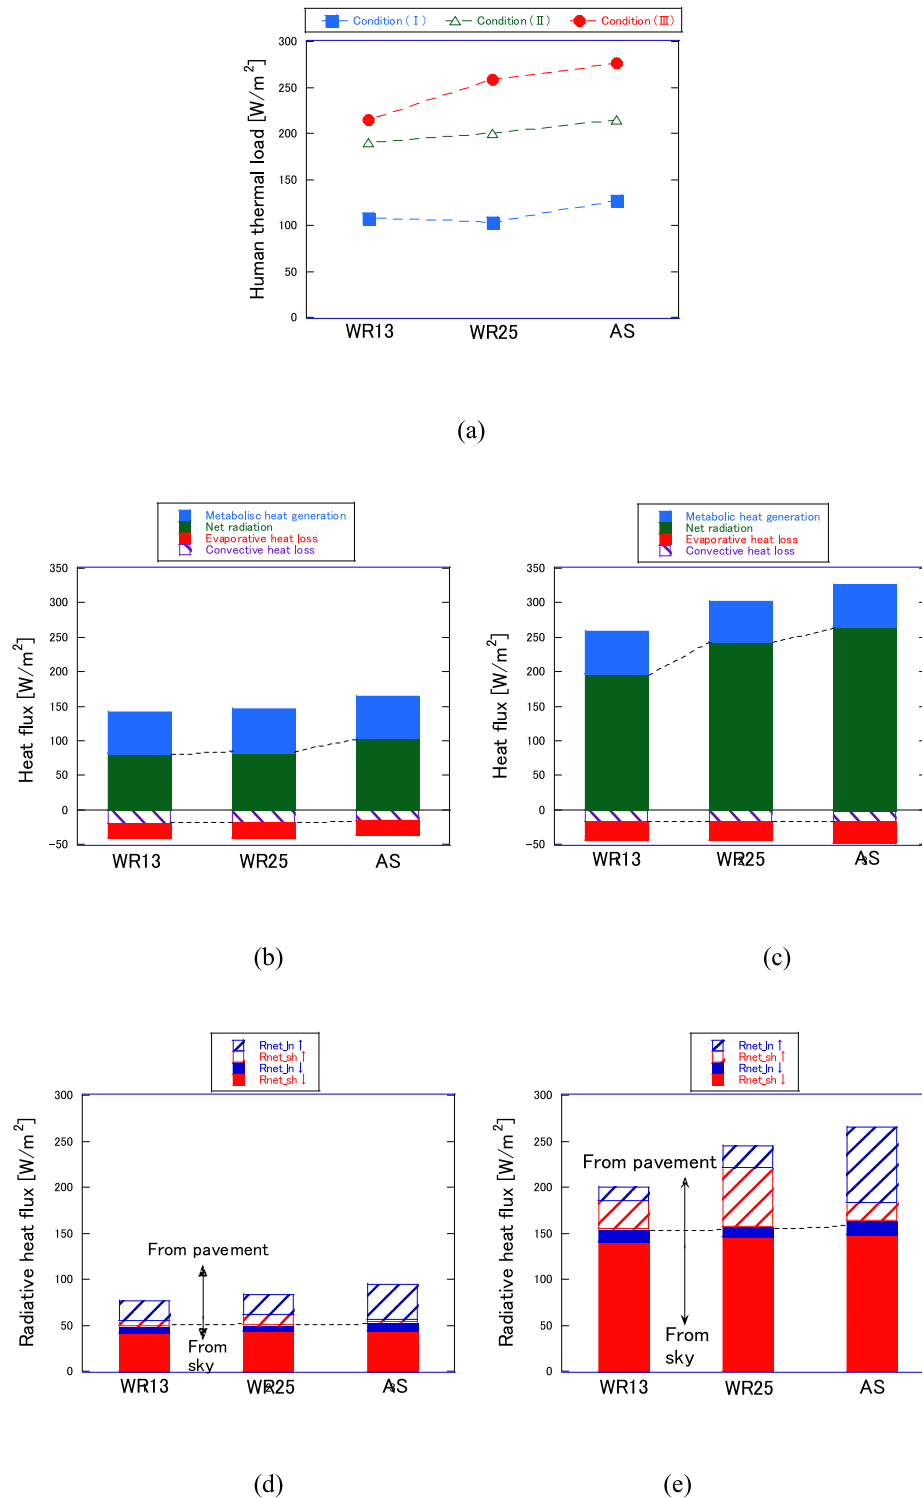 Condition (Ⅰ) Condition (Ⅱ) Condition (Ⅲ)
Human thermal load [W/m²]
300
250
200
150
100
50
0
WR13 WR25 AS
(a)
Metabolisc heat generation
Net radiation
Evaporative heat loss
Convective heat loss
Heat flux [W/m²]
350
300
250
200
150
100
50
0
-50
WR13 WR25 AS
(b)
Metabolic heat generation
Net radiation
Evaporative heat loss
Convective heat loss
Heat flux [W/m²]
350
300
250
200
150
100
50
0
-50
WR13 WR25 AS
(c)
Rnet_ln ↑
Rnet_sh ↑
Rnet_ln ↓
Rnet_sh ↓
Radiative heat flux [W/m²]
300
250
200
150
100
50
0
From pavement
From
sky
WR13 WR25 AS
(d)
Rnet_ln ↑
Rnet_sh ↑
Rnet_ln ↓
Rnet_sh ↓
Radiative heat flux [W/m²]
300
250
200
150
100
50
0
From pavement
From
sky
WR13 WR25 AS
(e)